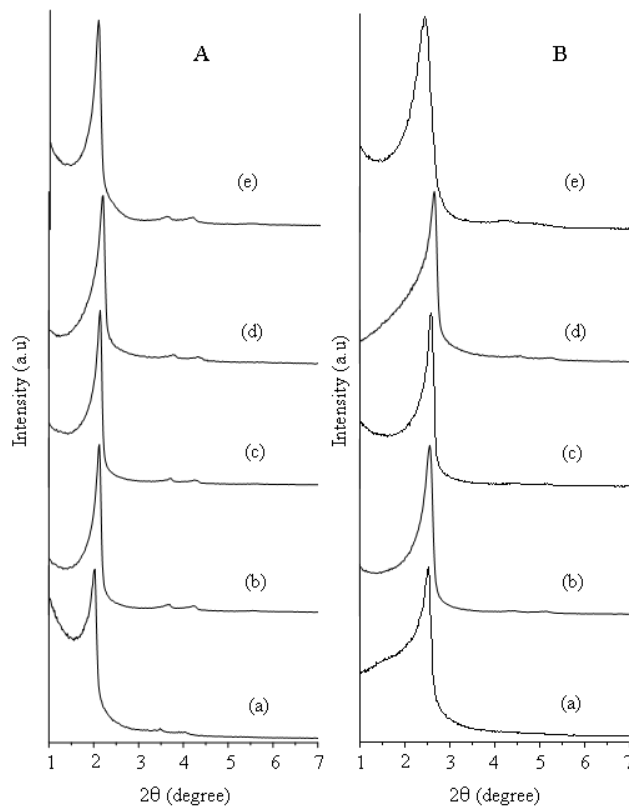 A
B
(e)
(e)
(d)
(d)
(c)
(c)
(b)
(b)
(a)
(a)
Intensity (a.u)
Intensity (a.u)
1 2 3 4 5 6 7
1 2 3 4 5 6 7
2θ (degree)
2θ (degree)